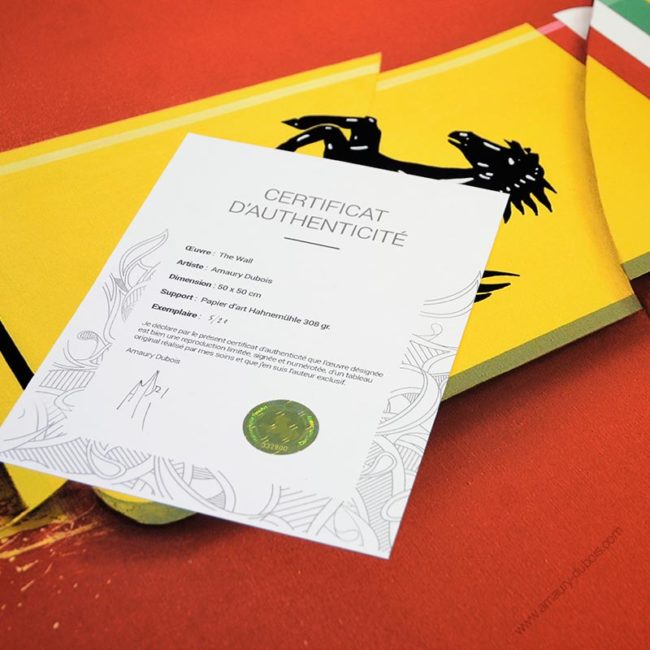 CERTIFICAT
D'AUTHENTICITÉ
Œuvre : The Wall
Artiste : Amaury Dubois
Dimension : 50 x 50 cm
Support : Papier d'art Hahnemühle 308 gr.
Exemplaire : 5/20
Je déclare par le présent certificat d'authenticité que l'œuvre désignée
est bien une reproduction limitée, signée et numérotée, d'un tableau
original réalisé par mes soins et que j'en suis l'auteur exclusif.
Amaury Dubois
332800
www.amaury-dubois.com